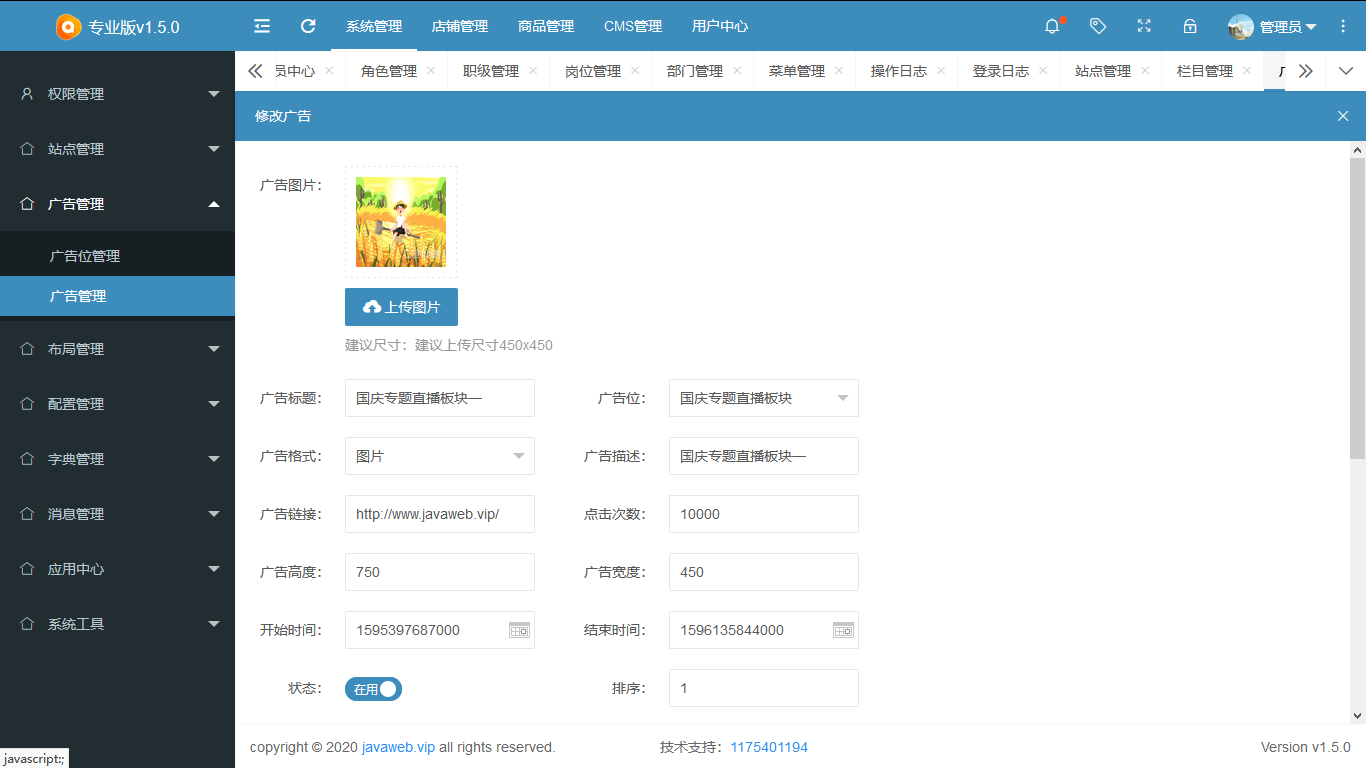 专业版v1.5.0
系统管理 店铺管理 商品管理 CMS管理 用户中心
管理员
员中心 角色管理 职级管理 岗位管理 部门管理 菜单管理 操作日志 登录日志 站点管理 栏目管理
权限管理
站点管理
广告管理
广告位管理
广告管理
布局管理
配置管理
字典管理
消息管理
应用中心
系统工具
修改广告
广告图片：
上传图片
建议尺寸：建议上传尺寸450x450
广告标题： 国庆专题直播板块— 广告位： 国庆专题直播板块
广告格式： 图片 广告描述： 国庆专题直播板块—
广告链接： http://www.javaweb.vip/ 点击次数： 10000
广告高度： 750 广告宽度： 450
开始时间： 1595397687000 结束时间： 1596135844000
状态： 在用 排序： 1
copyright © 2020 javaweb.vip all rights reserved. 技术支持：1175401194 Version v1.5.0
javascript:;